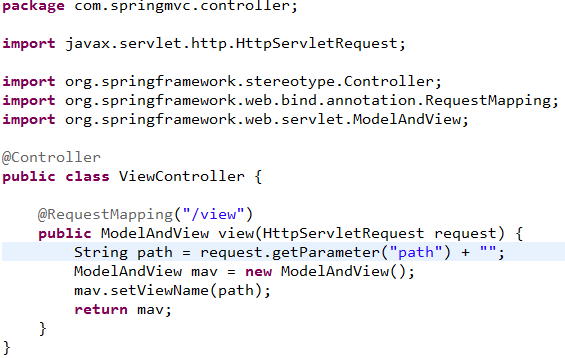 package com.springmvc.controller;
import javax.servlet.http.HttpServletRequest;
import org.springframework.stereotype.Controller;
import org.springframework.web.bind.annotation.RequestMapping;
import org.springframework.web.servlet.ModelAndView;
@Controller
public class ViewController {
@RequestMapping("/view")
public ModelAndView view(HttpServletRequest request) {
String path = request.getParameter("path") + "";
ModelAndView mav = new ModelAndView();
mav.setViewName(path);
return mav;
}
}